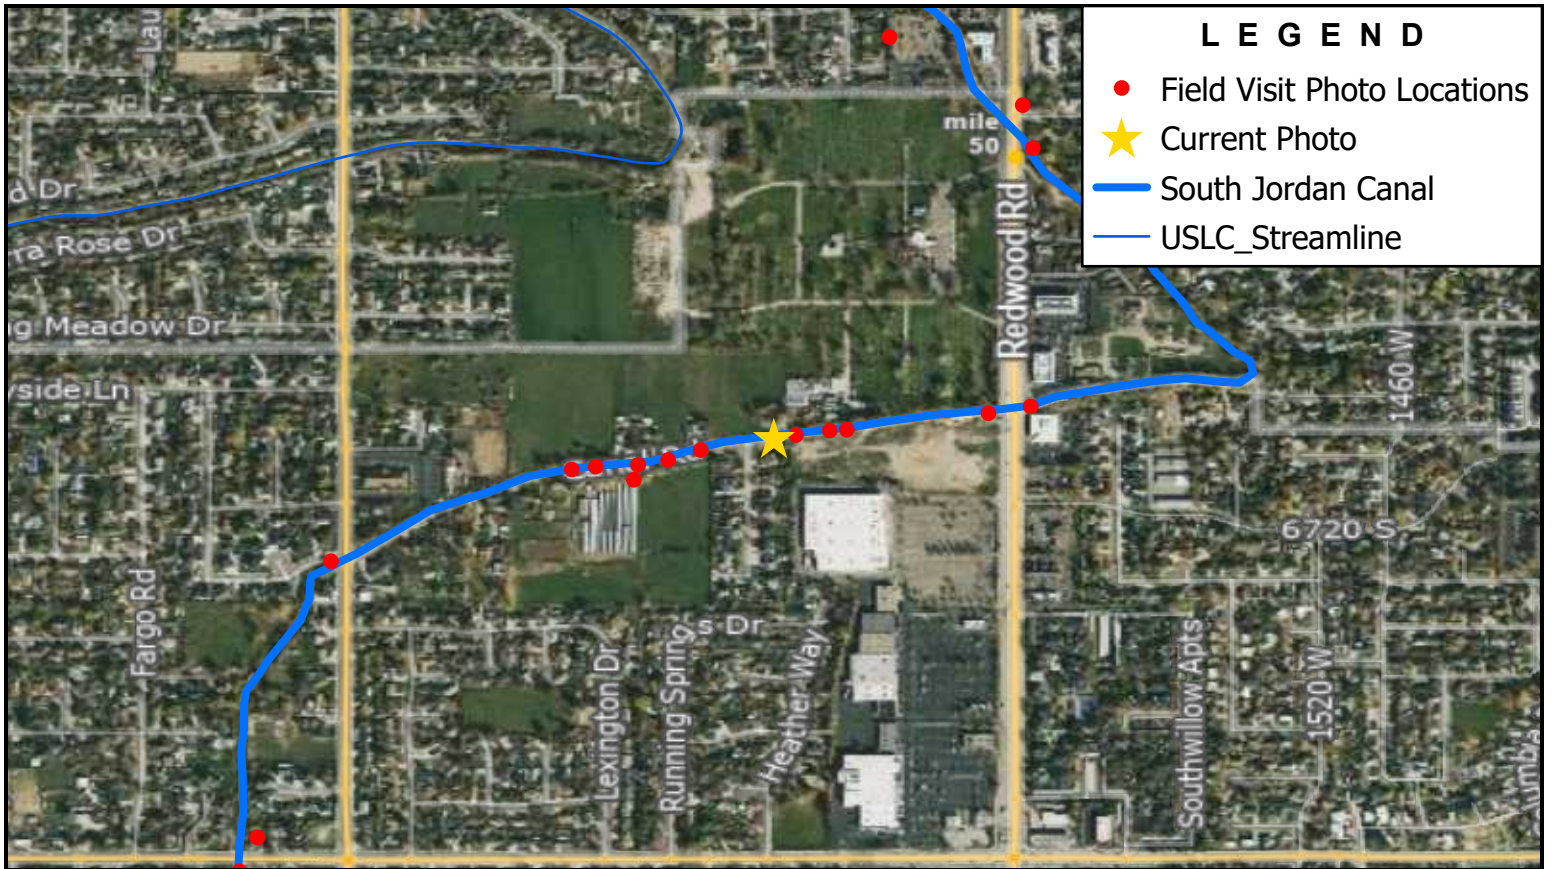 L E G E N D
Field Visit Photo Locations
Current Photo
South Jordan Canal
USLC_Streamline
Lau
mile
50
d Dr
ra Rose Dr
g Meadow Dr
Redwood Rd
yside Ln
1460 W
6720 S
Fargo Rd
s Dr
Lexington Dr
Running Spring
Heather Way
Southwillow Apts
1520 W